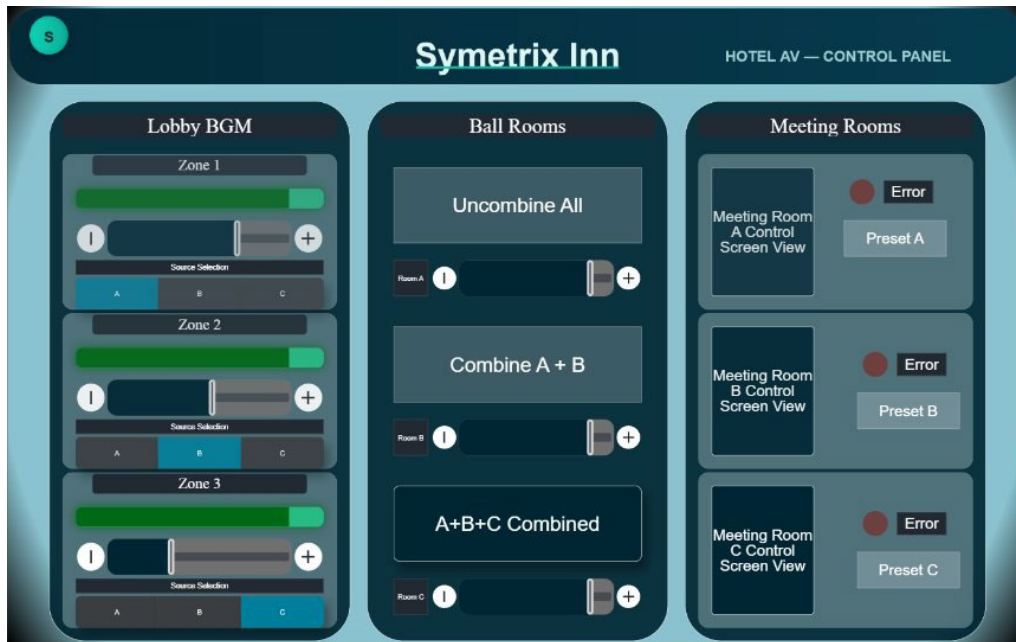 S
Symetrix Inn
HOTEL AV — CONTROL PANEL
Lobby BGM
Zone 1
Source Selection
A B C
Zone 2
Source Selection
A B C
Zone 3
Source Selection
A B C
Ball Rooms
Uncombine All
Room A
Combine A + B
Room B
A+B+C Combined
Room C
Meeting Rooms
Meeting Room
A Control
Screen View
Error
Preset A
Meeting Room
B Control
Screen View
Error
Preset B
Meeting Room
C Control
Screen View
Error
Preset C